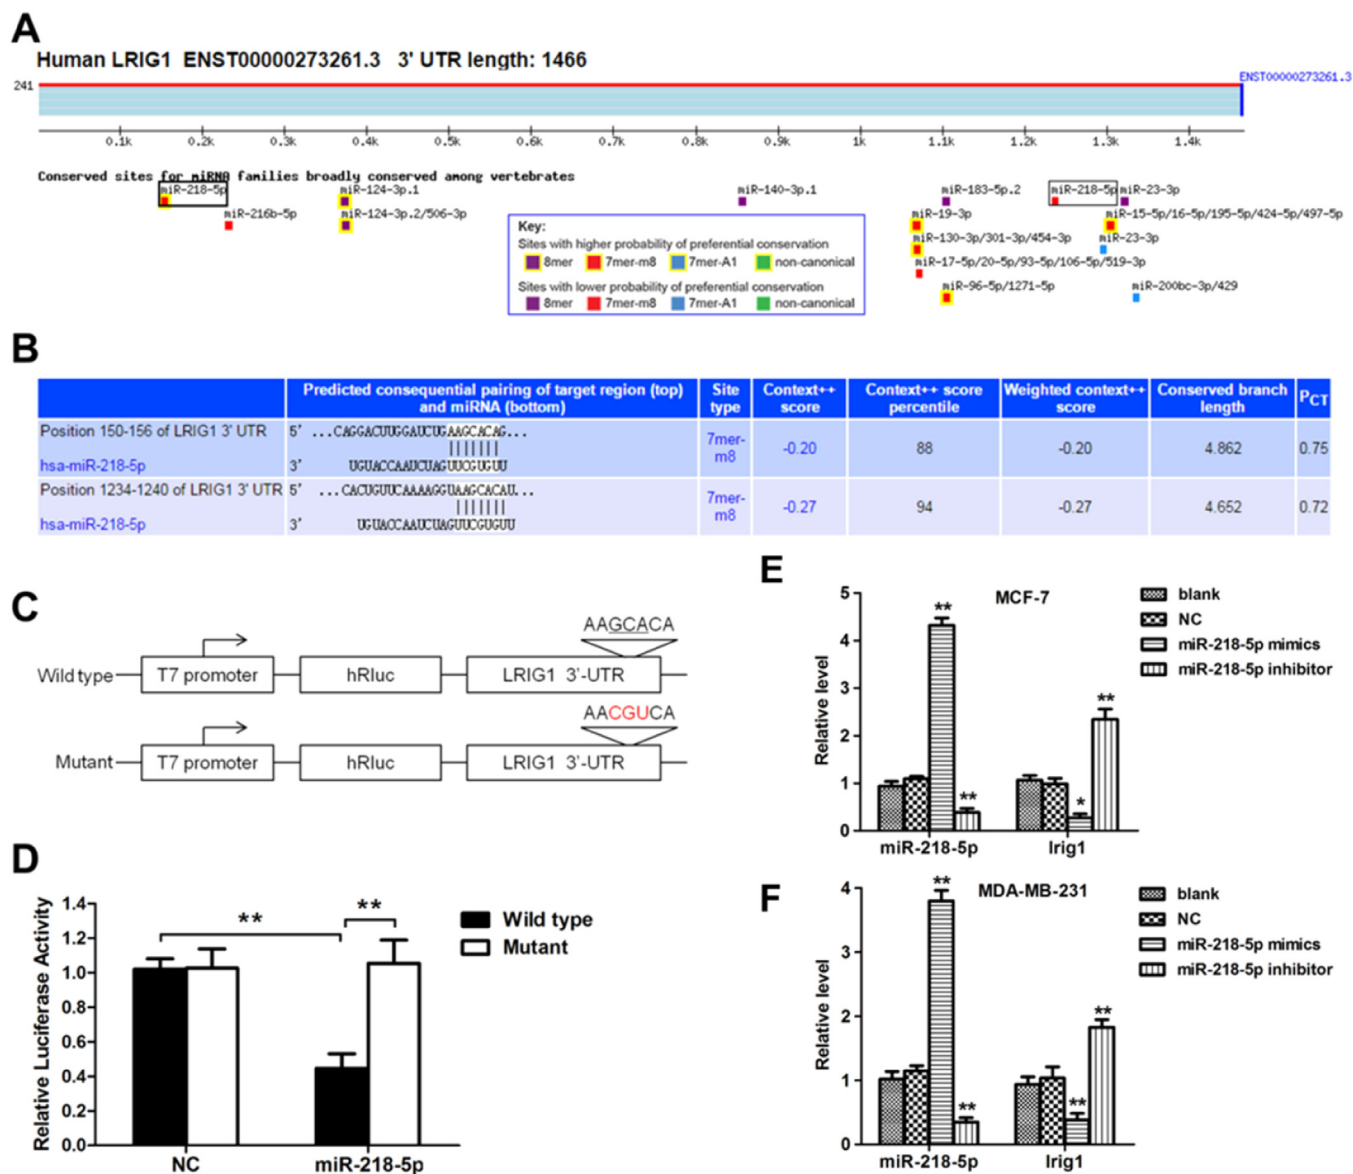 A
Human LRIG1 ENST00000273261.3 3' UTR length: 1466
ENST00000273261.3
241
0.1k 0.2k 0.3k 0.4k 0.5k 0.6k 0.7k 0.8k 0.9k 1k 1.1k 1.2k 1.3k 1.4k
Conserved sites for miRNA families broadly conserved among vertebrates
miR-218-5p miR-124-3p.1 miR-140-3p.1 miR-183-5p.2 miR-218-5p miR-23-3p
miR-216b-5p miR-124-3p.2/506-3p miR-19-3p miR-15-5p/16-5p/195-5p/424-5p/497-5p
miR-130-3p/301-3p/454-3p miR-23-3p
miR-17-5p/20-5p/93-5p/106-5p/519-3p
miR-96-5p/1271-5p miR-200bc-3p/429
Key:
Sites with higher probability of preferential conservation
8mer 7mer-m8 7mer-A1 non-canonical
Sites with lower probability of preferential conservation
8mer 7mer-m8 7mer-A1 non-canonical
B
Predicted consequential pairing of target region (top) and miRNA (bottom) Site type Context++ score Context++ score percentile Weighted context++ score Conserved branch length PCT
Position 150-156 of LRIG1 3' UTR 5' ...CAGGACUUGGAUCUGAAGCACAG... 7mer-m8 -0.20 88 -0.20 4.862 0.75
hsa-miR-218-5p 3' UGUACCAAUCUAGUUCGUGUU
Position 1234-1240 of LRIG1 3' UTR 5' ...CACUGUUCAAAAGGUAAGCACAU... 7mer-m8 -0.27 94 -0.27 4.652 0.72
hsa-miR-218-5p 3' UGUACCAAUCUAGUUCGUGUU
C
AAGCACA
Wild type T7 promoter hRluc LRIG1 3'-UTR
AACGUCA
Mutant T7 promoter hRluc LRIG1 3'-UTR
D
Relative Luciferase Activity
1.4
1.2
1.0
0.8
0.6
0.4
0.2
0.0
** **
Wild type
Mutant
NC miR-218-5p
E
MCF-7
Relative level
5
4
3
2
1
0
** ** * **
blank
NC
miR-218-5p mimics
miR-218-5p inhibitor
miR-218-5p lrig1
F
MDA-MB-231
Relative level
4
3
2
1
0
** ** ** **
blank
NC
miR-218-5p mimics
miR-218-5p inhibitor
miR-218-5p lrig1